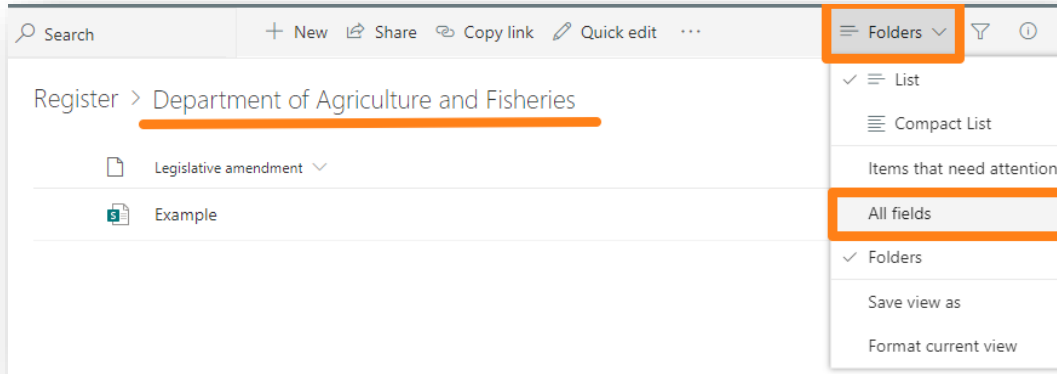 Search
New Share Copy link Quick edit ···
Folders
Register > Department of Agriculture and Fisheries
List
Compact List
Legislative amendment
Items that need attention
Example
All fields
Folders
Save view as
Format current view